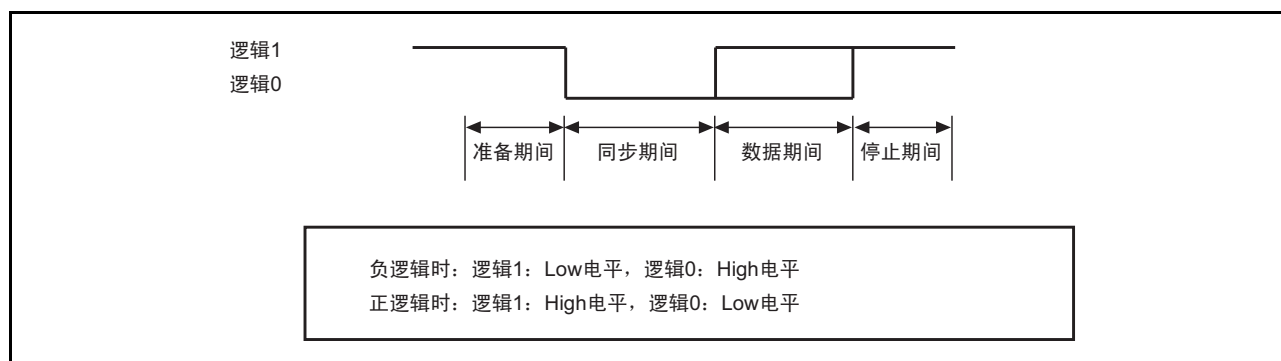 逻辑1
逻辑0
准备期间 同步期间 数据期间 停止期间
负逻辑时：逻辑1：Low电平，逻辑0：High电平
正逻辑时：逻辑1：High电平，逻辑0：Low电平